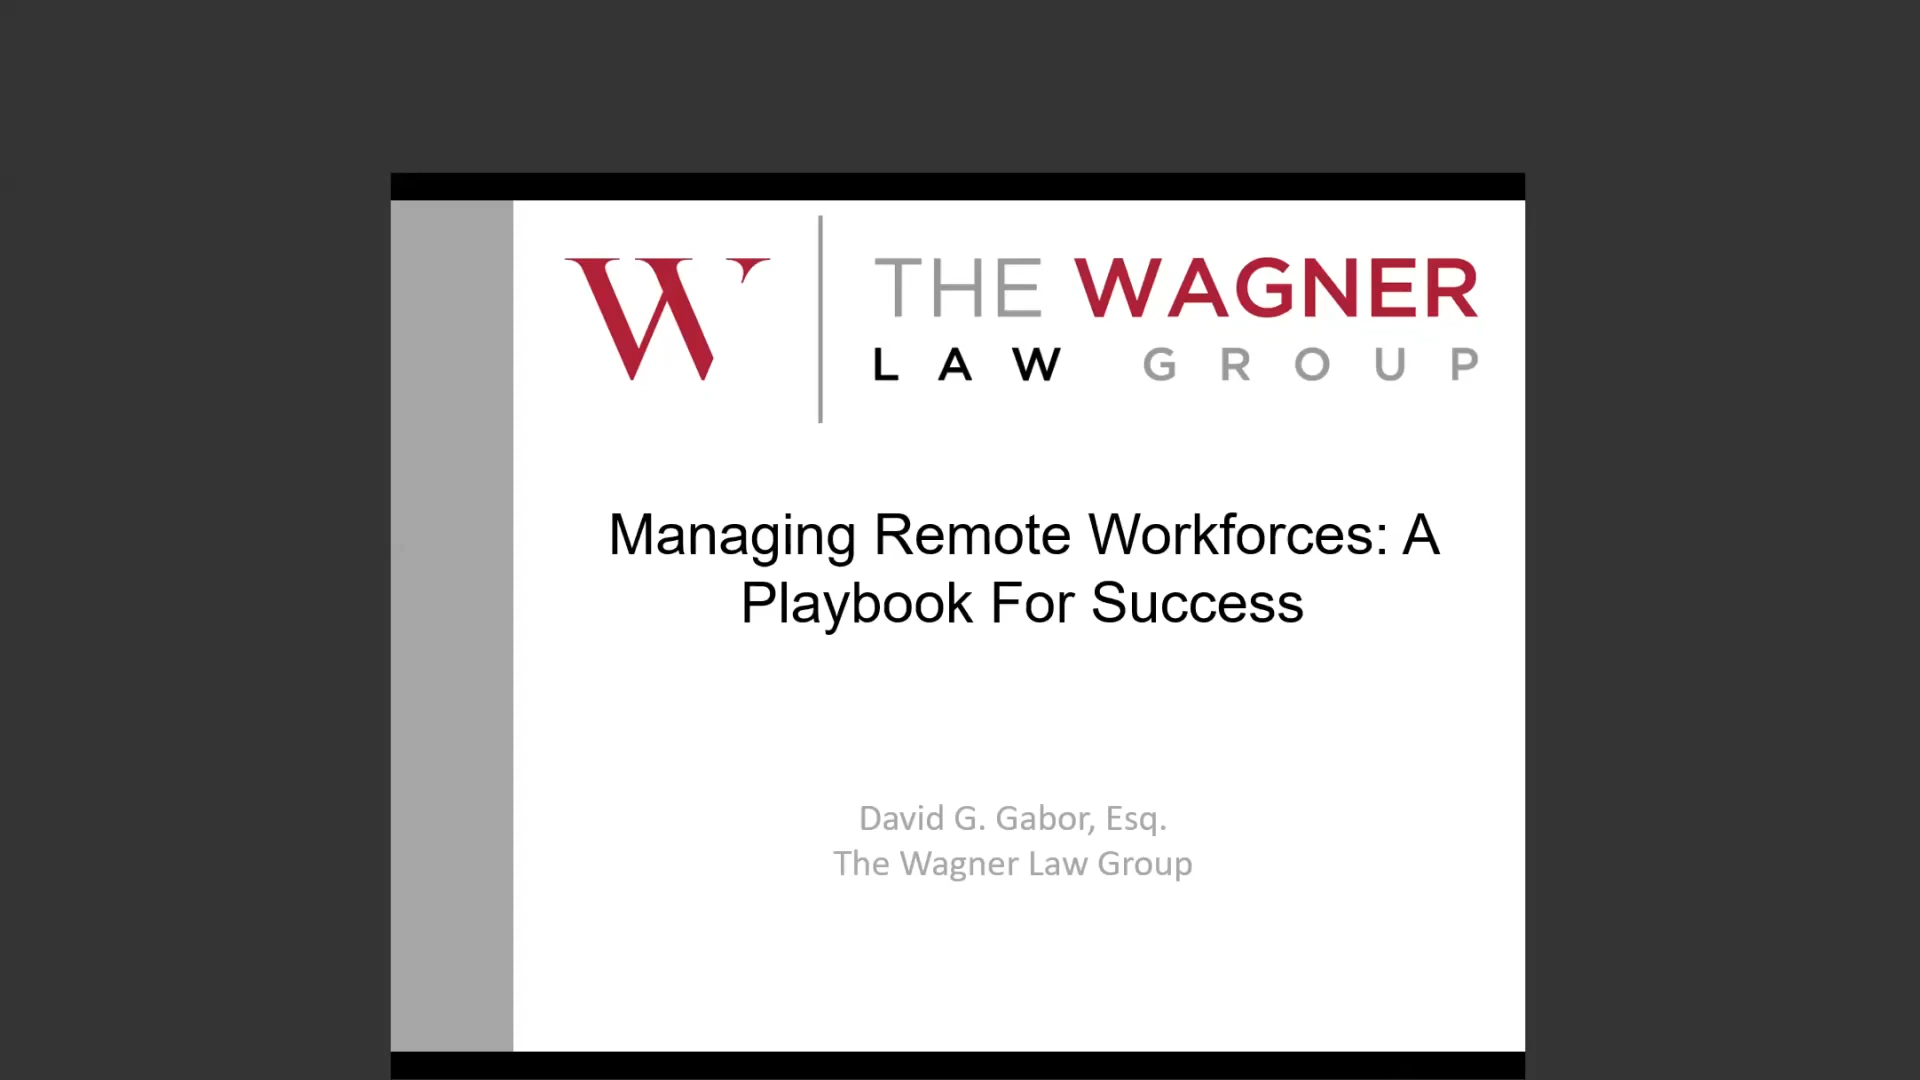 W
THE WAGNER
LAW GROUP
Managing Remote Workforces: A
Playbook For Success
David G. Gabor, Esq.
The Wagner Law Group